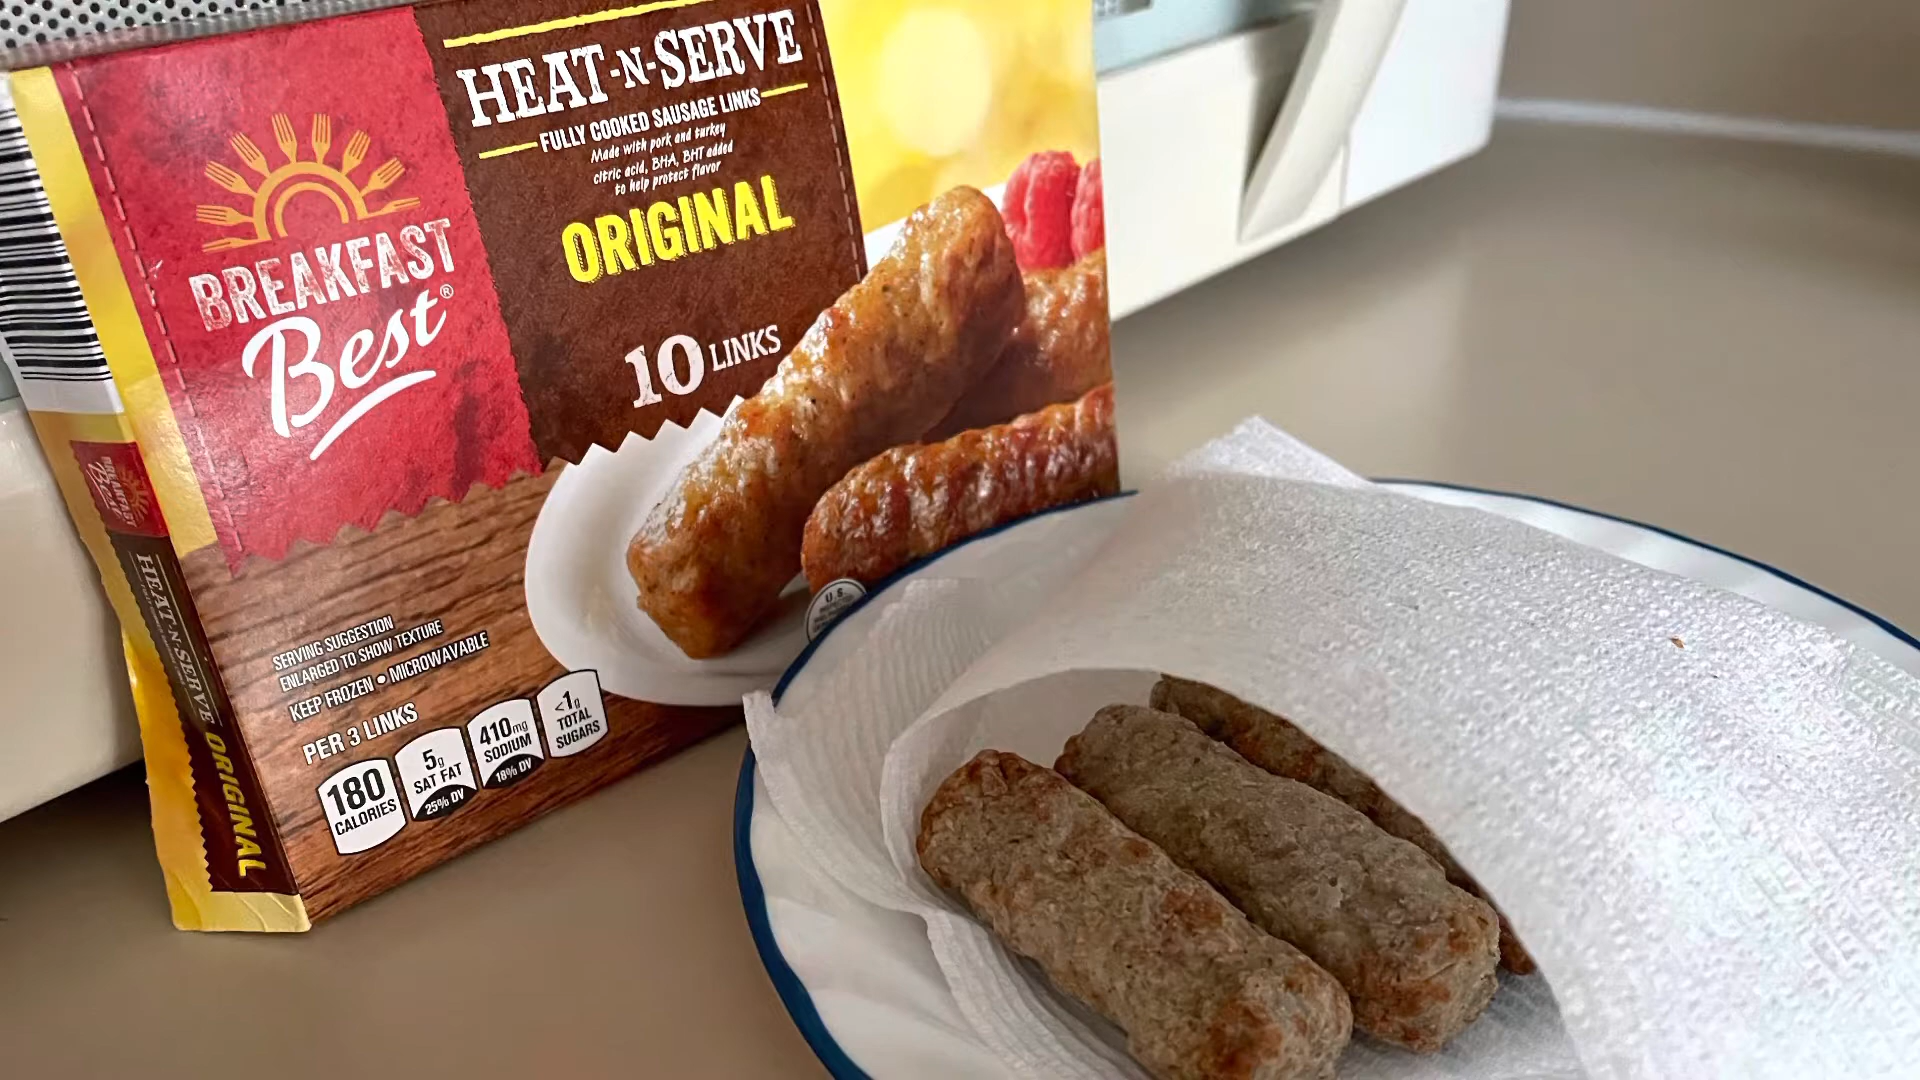 BREAKFAST
Best®
HEAT-N-SERVE
FULLY COOKED SAUSAGE LINKS
Made with pork and turkey
citric acid, BHA, BHT added
to help protect flavor
ORIGINAL
10 LINKS
SERVING SUGGESTION
ENLARGED TO SHOW TEXTURE
KEEP FROZEN • MICROWAVABLE
PER 3 LINKS
180
CALORIES
5g
SAT FAT
25% DV
410mg
SODIUM
18% DV
<1g
TOTAL
SUGARS
U.S.
BREAKFAST
Best
HEAT-N-SERVE
ORIGINAL